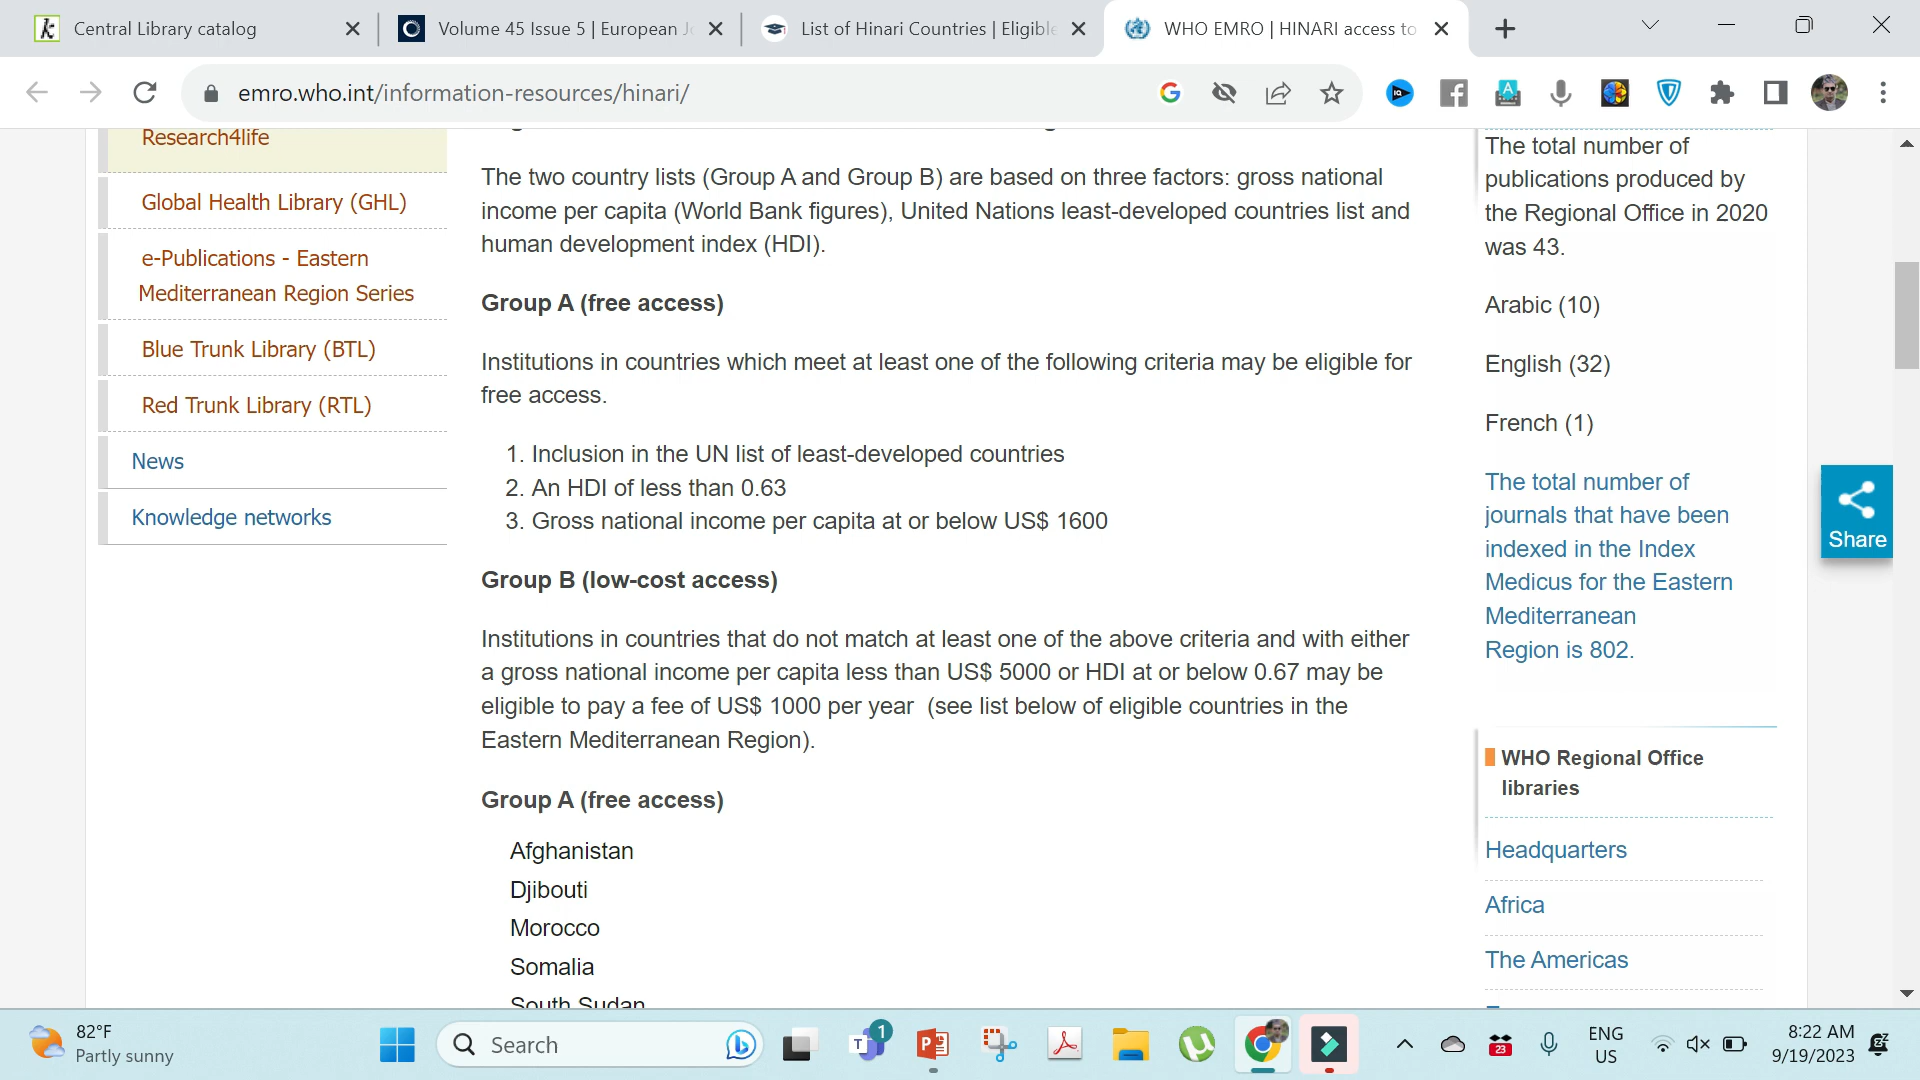 Central Library catalog
Volume 45 Issue 5 | European J
List of Hinari Countries | Eligible
WHO EMRO | HINARI access to
emro.who.int/information-resources/hinari/
Research4life
Global Health Library (GHL)
e-Publications - Eastern
Mediterranean Region Series
Blue Trunk Library (BTL)
Red Trunk Library (RTL)
News
Knowledge networks
The two country lists (Group A and Group B) are based on three factors: gross national
income per capita (World Bank figures), United Nations least-developed countries list and
human development index (HDI).
Group A (free access)
Institutions in countries which meet at least one of the following criteria may be eligible for
free access.
1. Inclusion in the UN list of least-developed countries
2. An HDI of less than 0.63
3. Gross national income per capita at or below US$ 1600
Group B (low-cost access)
Institutions in countries that do not match at least one of the above criteria and with either
a gross national income per capita less than US$ 5000 or HDI at or below 0.67 may be
eligible to pay a fee of US$ 1000 per year (see list below of eligible countries in the
Eastern Mediterranean Region).
Group A (free access)
Afghanistan
Djibouti
Morocco
Somalia
South Sudan
The total number of
publications produced by
the Regional Office in 2020
was 43.
Arabic (10)
English (32)
French (1)
The total number of
journals that have been
indexed in the Index
Medicus for the Eastern
Mediterranean
Region is 802.
WHO Regional Office
libraries
Headquarters
Africa
The Americas
Share
82°F
Partly sunny
Search
1
23
ENG
US
8:22 AM
9/19/2023